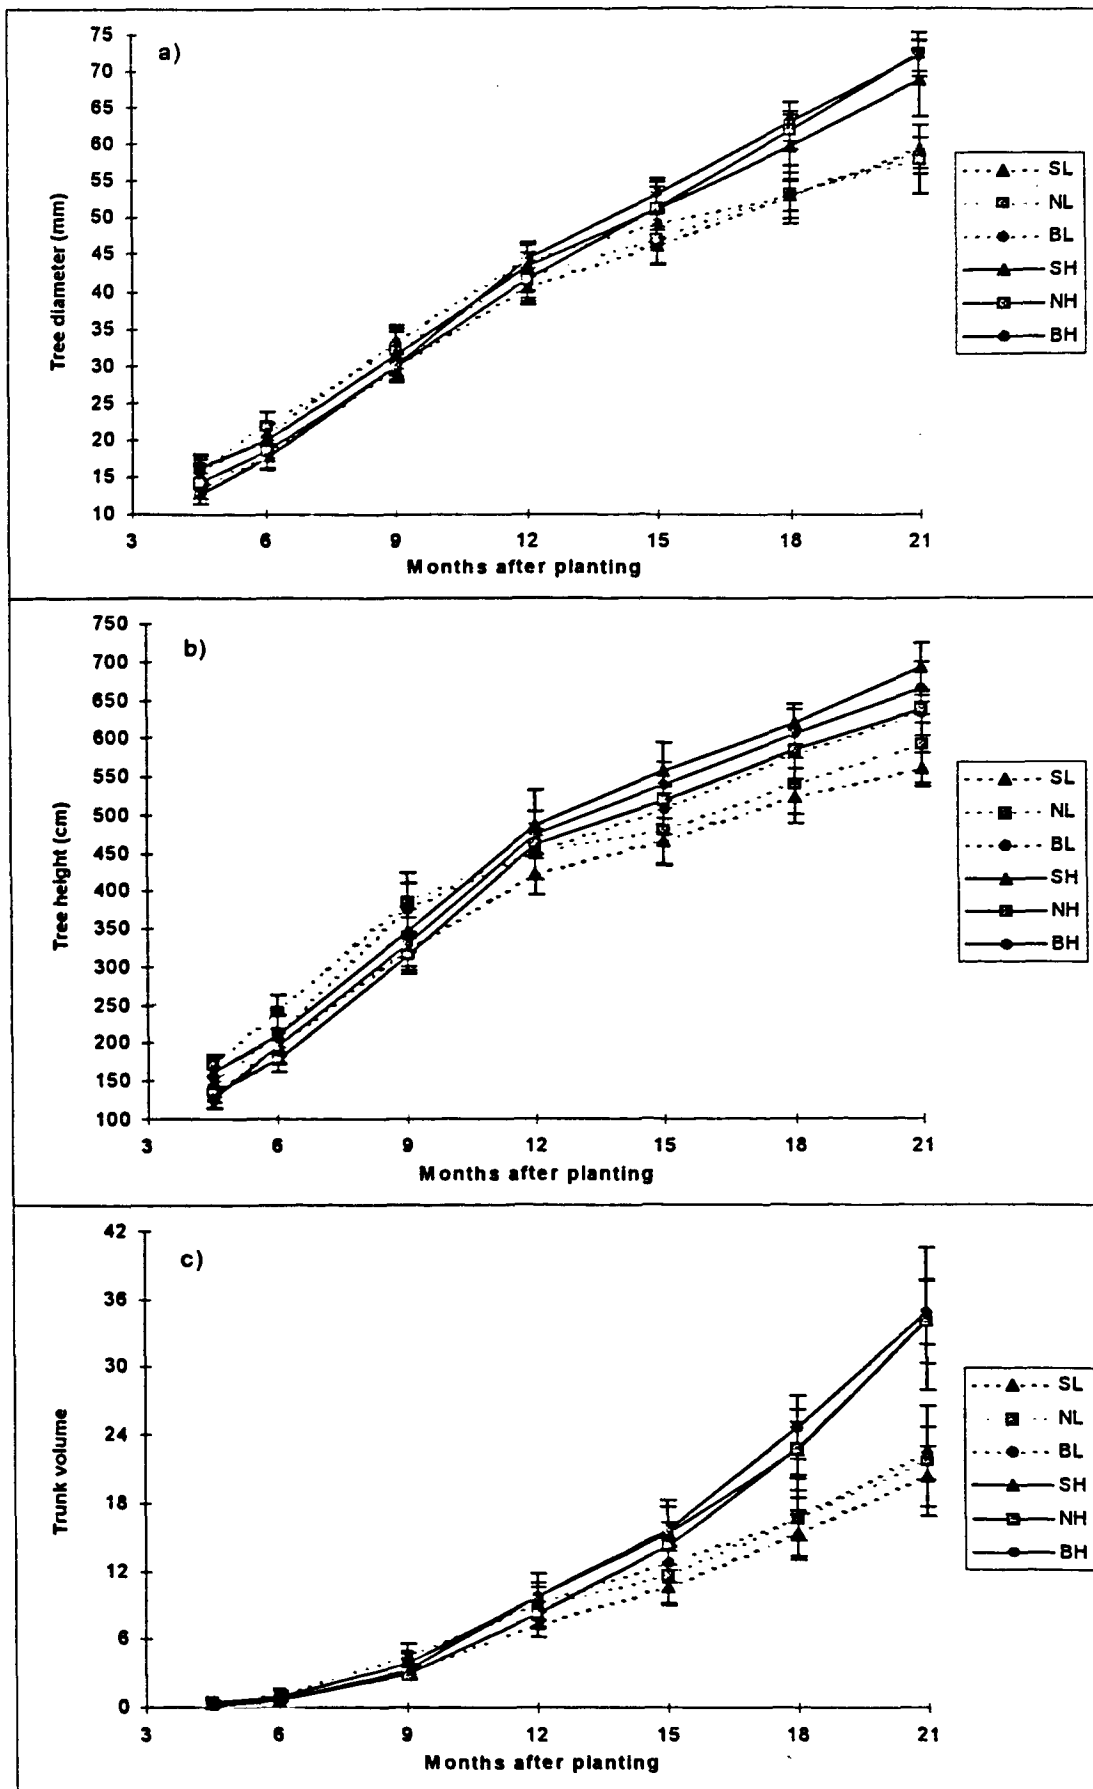 a)
75
70
65
60
55
50
45
40
35
30
25
20
15
10
Tree diameter (mm)
3 6 9 12 15 18 21
Months after planting
SL
NL
BL
SH
NH
BH
b)
750
700
650
600
550
500
450
400
350
300
250
200
150
100
Tree height (cm)
3 6 9 12 15 18 21
Months after planting
SL
NL
BL
SH
NH
BH
c)
42
36
30
24
18
12
6
0
Trunk volume
3 6 9 12 15 18 21
Months after planting
SL
NL
BL
SH
NH
BH